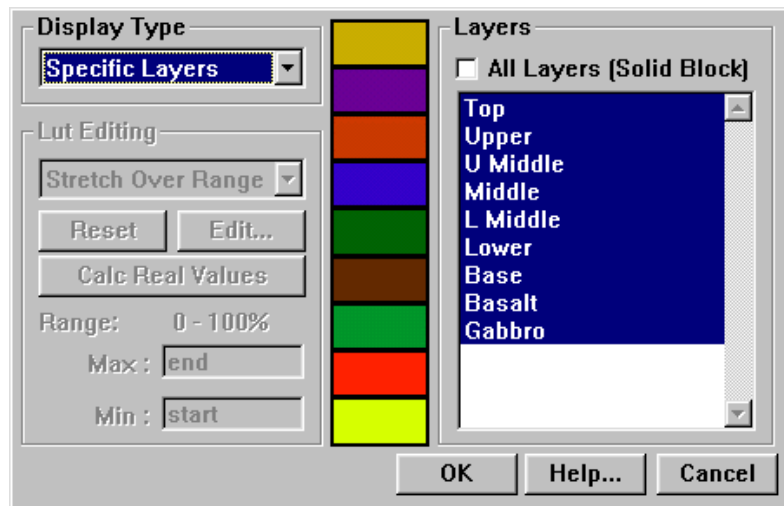 Display Type
Specific Layers
Lut Editing
Stretch Over Range
Reset
Edit...
Calc Real Values
Range: 0 - 100%
Max : end
Min : start
Layers
All Layers (Solid Block)
Top
Upper
U Middle
Middle
L Middle
Lower
Base
Basalt
Gabbro
OK
Help...
Cancel